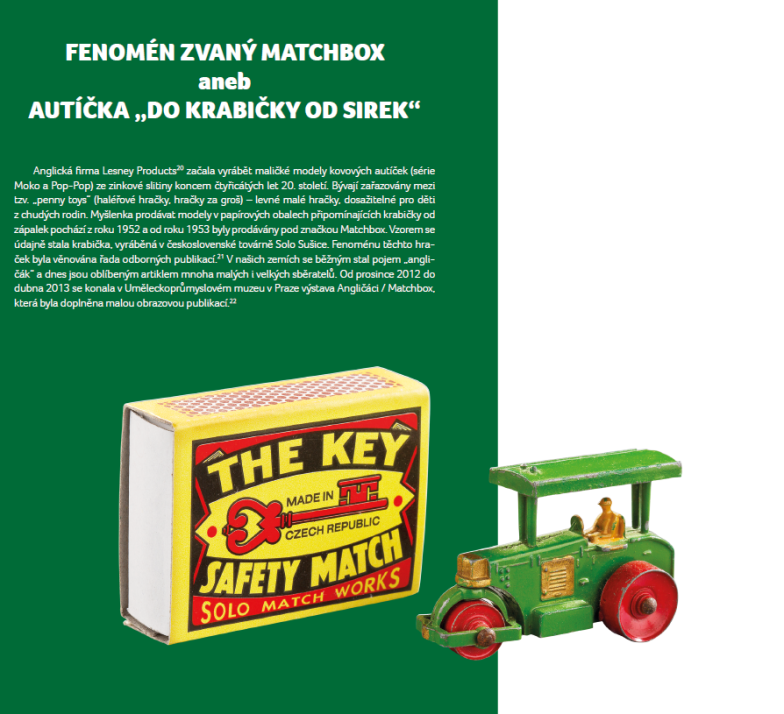 FENOMÉN ZVANÝ MATCHBOX
aneb
AUTÍČKA „DO KRABIČKY OD SIREK“
Anglická firma Lesney Products²⁰ začala vyrábět maličké modely kovových autíček (série
Moko a Pop-Pop) ze zinkové slitiny koncem čtyřicátých let 20. století. Bývají zařazovány mezi
tzv. „penny toys“ (haléřové hračky, hračky za groš) – levné malé hračky, dosažitelné pro děti
z chudých rodin. Myšlenka prodávat modely v papírových obalech připomínajících krabičky od
zápalek pochází z roku 1952 a od roku 1953 byly prodávány pod značkou Matchbox. Vzorem se
údajně stala krabička, vyráběná v československé továrně Solo Sušice. Fenoménu těchto hra-
ček byla věnována řada odborných publikací.²¹ V našich zemích se běžným stal pojem „angli-
čák“ a dnes jsou oblíbeným artiklem mnoha malých i velkých sběratelů. Od prosince 2012 do
dubna 2013 se konala v Uměleckoprůmyslovém muzeu v Praze výstava Angličáci / Matchbox,
která byla doplněna malou obrazovou publikací.²²
THE KEY
MADE IN
CZECH REPUBLIC
SAFETY MATCH
SOLO MATCH WORKS